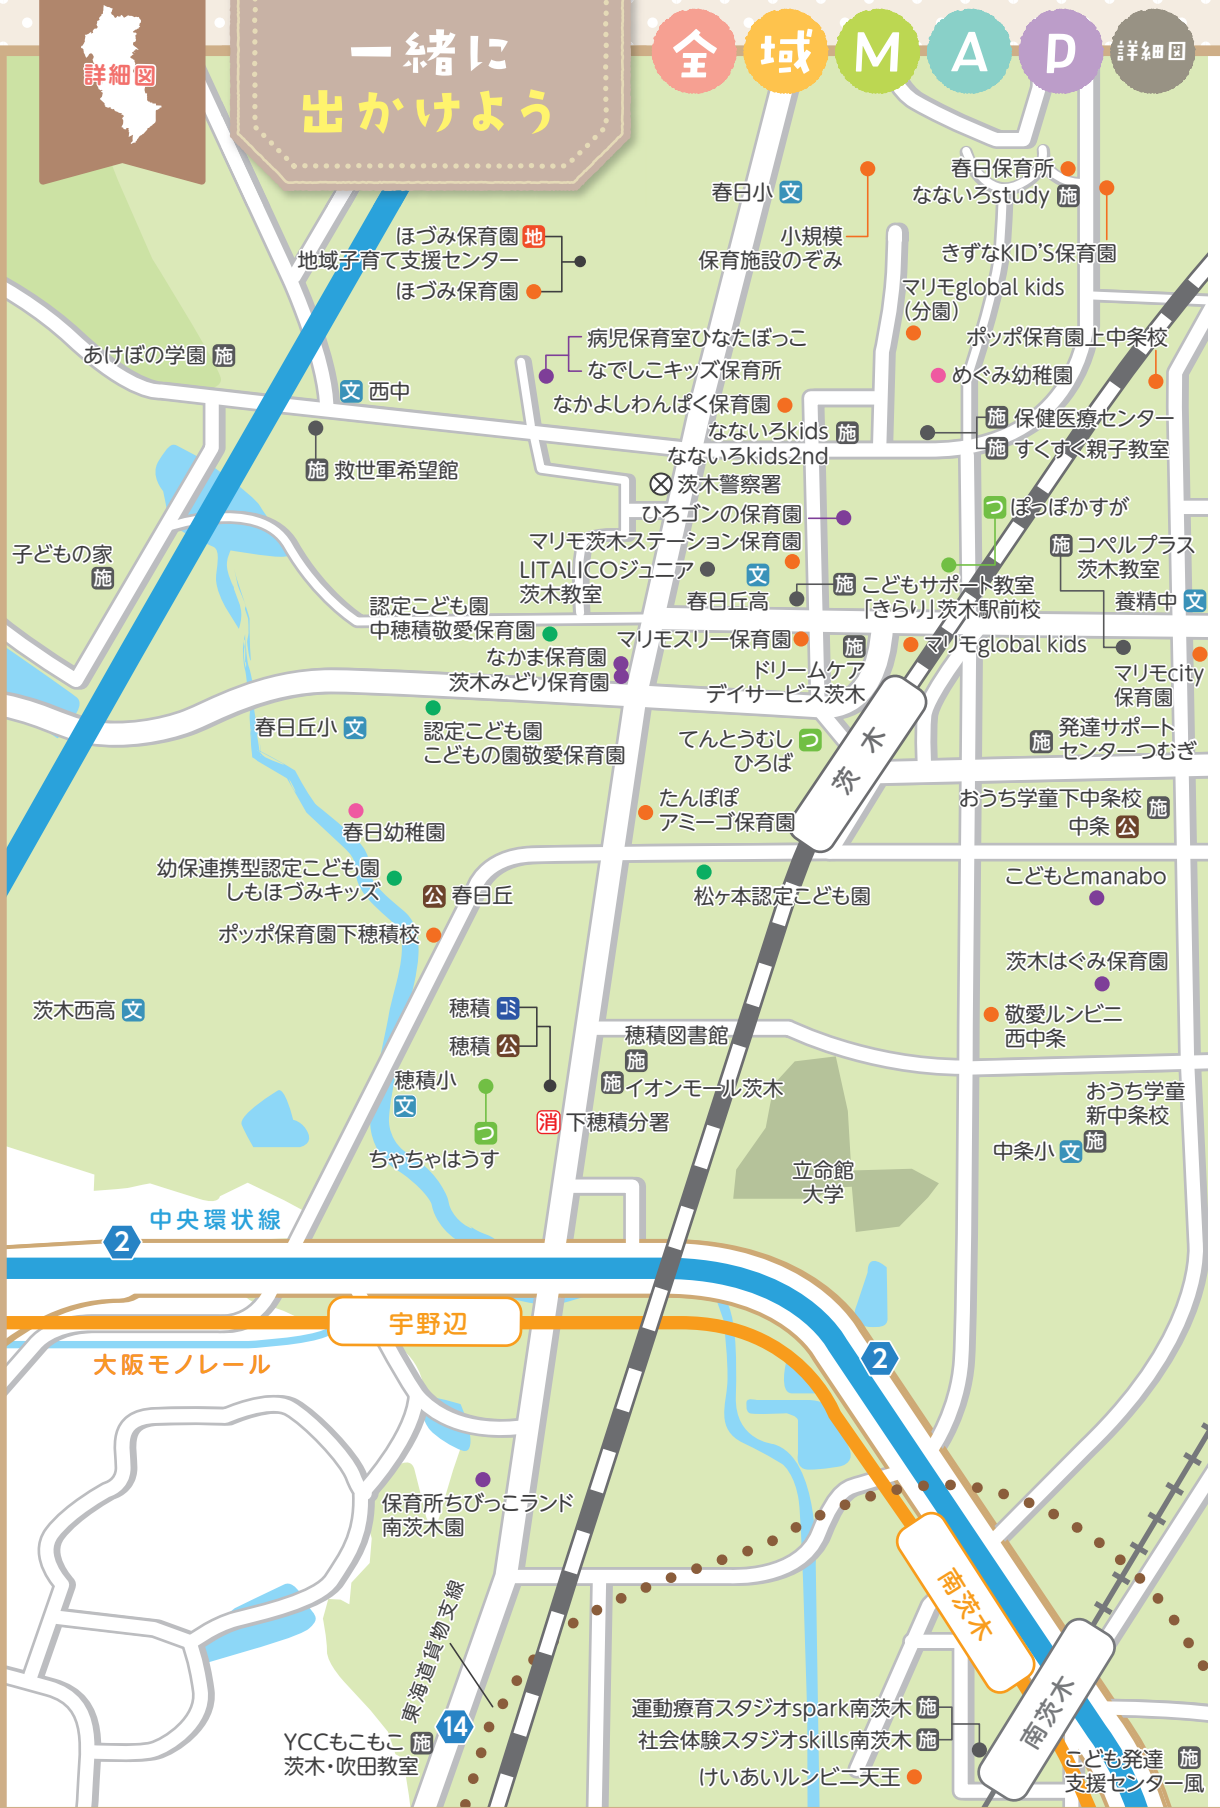 詳細図
一緒に
出かけよう
全域MAP
詳細図
春日小 文
小規模
保育施設のぞみ
春日保育所
なないろstudy 施
きずなKID'S保育園
ほづみ保育園 地
地域子育て支援センター
ほづみ保育園
マリモglobal kids
(分園)
ポッポ保育園上中条校
めぐみ幼稚園
病児保育室ひなたぼっこ
なでしこキッズ保育所
あけぼの学園 施
文 西中
なかよしわんぱく保育園
なないろkids 施
なないろkids2nd
施 保健医療センター
施 すくすく親子教室
施 救世軍希望館
茨木警察署
ひろゴンの保育園
つ ぽっぽかすが
マリモ茨木ステーション保育園
子どもの家
施
LITALICOジュニア
茨木教室
文
春日丘高
施 こどもサポート教室
「きらり」茨木駅前校
施 コペルプラス
茨木教室
養精中 文
認定こども園
中穂積敬愛保育園
マリモスリー保育園
マリモglobal kids
なかま保育園
茨木みどり保育園
施
ドリームケア
デイサービス茨木
マリモcity
保育園
春日丘小 文
認定こども園
こどもの園敬愛保育園
てんとうむし つ
ひろば
茨木
施 発達サポート
センターつむぎ
春日幼稚園
たんぽぽ
アミーゴ保育園
おうち学童下中条校 施
中条 公
幼保連携型認定こども園
しもほづみキッズ
公 春日丘
松ヶ本認定こども園
こどもとmanabo
ポッポ保育園下穂積校
茨木はぐみ保育園
茨木西高 文
穂積 コミ
穂積 公
敬愛ルンビニ
西中条
穂積図書館
施
施 イオンモール茨木
穂積小
文
つ
ちゃちゃはうす
消 下穂積分署
おうち学童
新中条校
施
中条小 文
立命館
大学
中央環状線
2
宇野辺
大阪モノレール
2
保育所ちびっこランド
南茨木園
南茨木
東海道貨物支線
14
YCCもこもこ 施
茨木・吹田教室
運動療育スタジオspark南茨木 施
社会体験スタジオskills南茨木 施
けいあいルンビニ天王
南茨木
こども発達 施
支援センター風